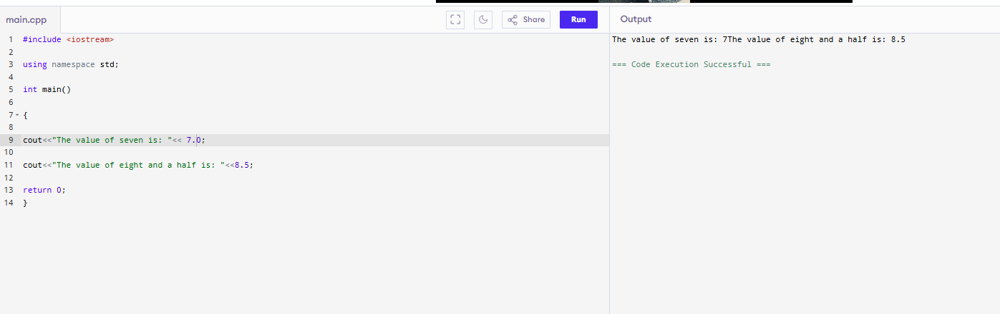 main.cpp
Share
Run
Output
1 #include <iostream>
2
3 using namespace std;
4
5 int main()
6
7 {
8
9 cout<<"The value of seven is: "<< 7.0;
10
11 cout<<"The value of eight and a half is: "<<8.5;
12
13 return 0;
14 }
The value of seven is: 7The value of eight and a half is: 8.5
=== Code Execution Successful ===